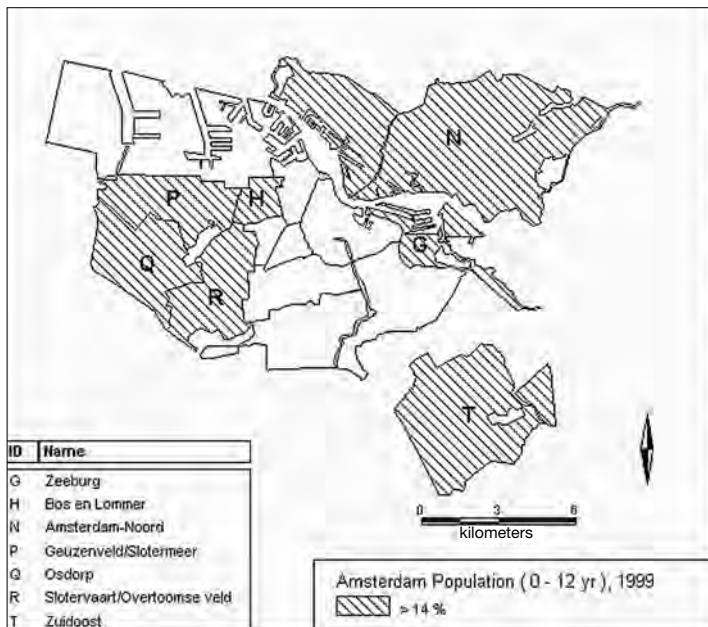 N
P
H
G
Q
R
T
ID Name
G Zeeburg
H Bos en Lommer
N Amsterdam-Noord
P Geuzenveld/Slotermeer
Q Osdorp
R Slotervaart/Overtoomse veld
T Zuidoost
0 3 6
kilometers
Amsterdam Population ( 0 - 12 yr ), 1999
> 14 %